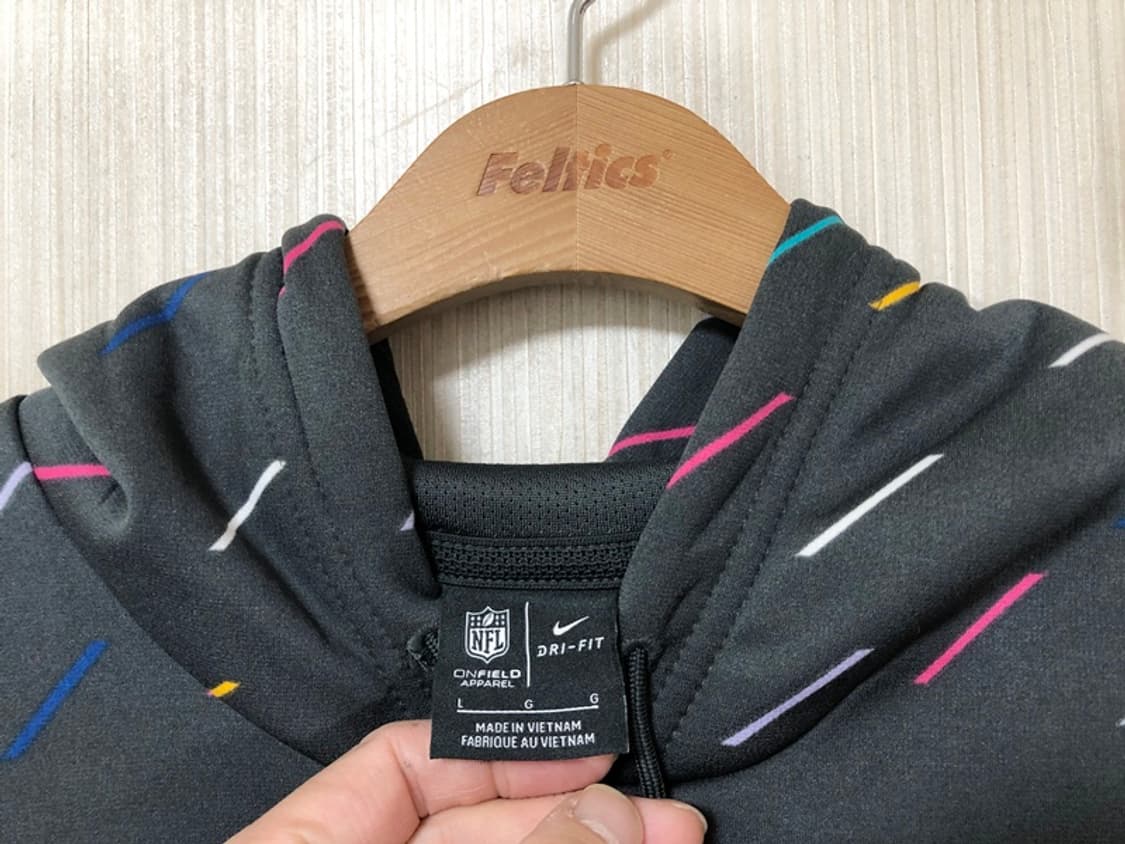 Feltics
NFL
DRI-FIT
ONFIELD
APPAREL
L G G
MADE IN VIETNAM
FABRIQUE AU VIETNAM